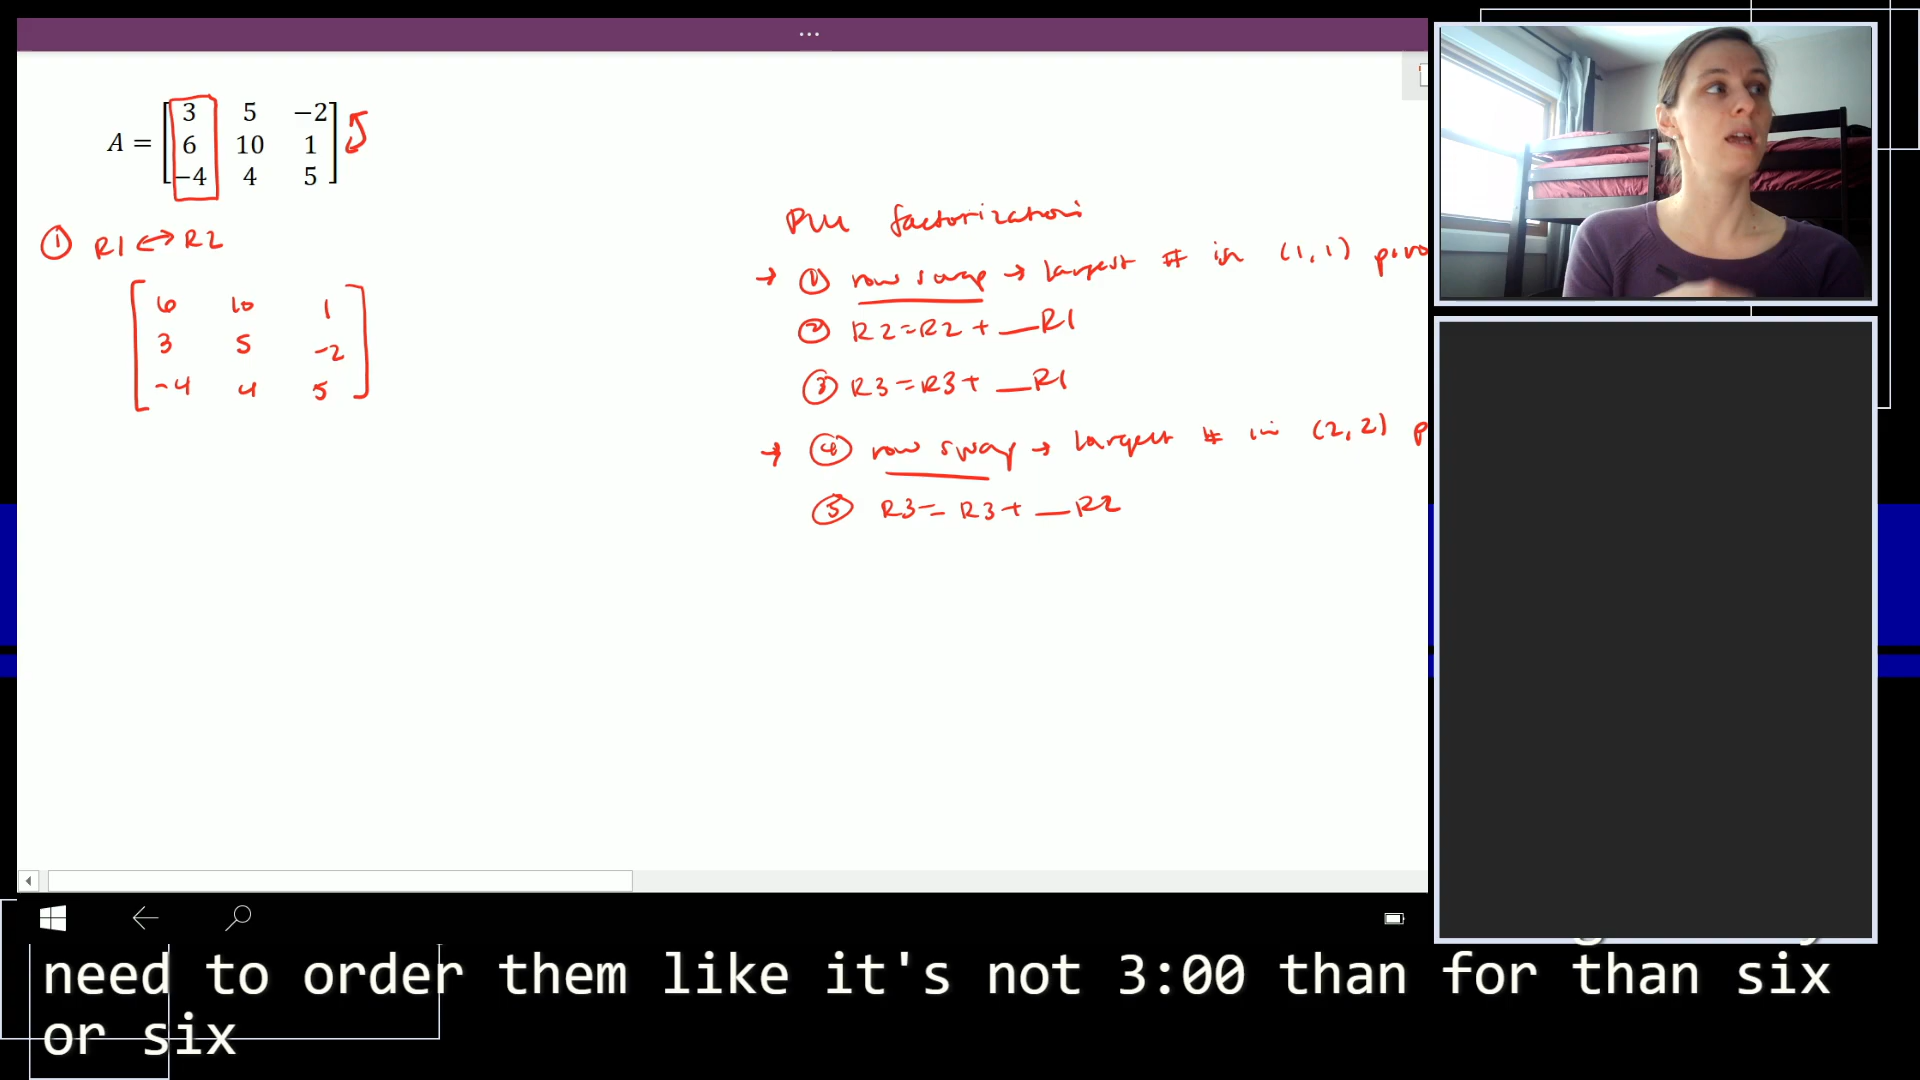 A = [3 5 −2
6 10 1
−4 4 5]
① R1 ↔ R2
[6 10 1
3 5 -2
-4 4 5]
PLU factorization
→ ① row swap → largest # in (1,1)
② R2=R2 + __R1
③ R3=R3+ __R1
→ ④ row swap → largest # in (2,2)
⑤ R3= R3+ __R2
need to order them like it's not 3:00 than for than six
or six